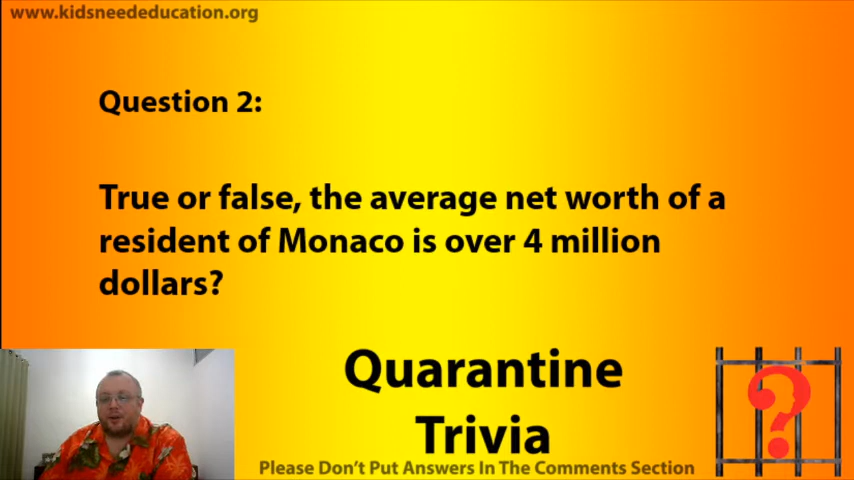 www.kidsneededucation.org
Question 2:
True or false, the average net worth of a
resident of Monaco is over 4 million
dollars?
Quarantine
Trivia
Please Don't Put Answers In The Comments Section